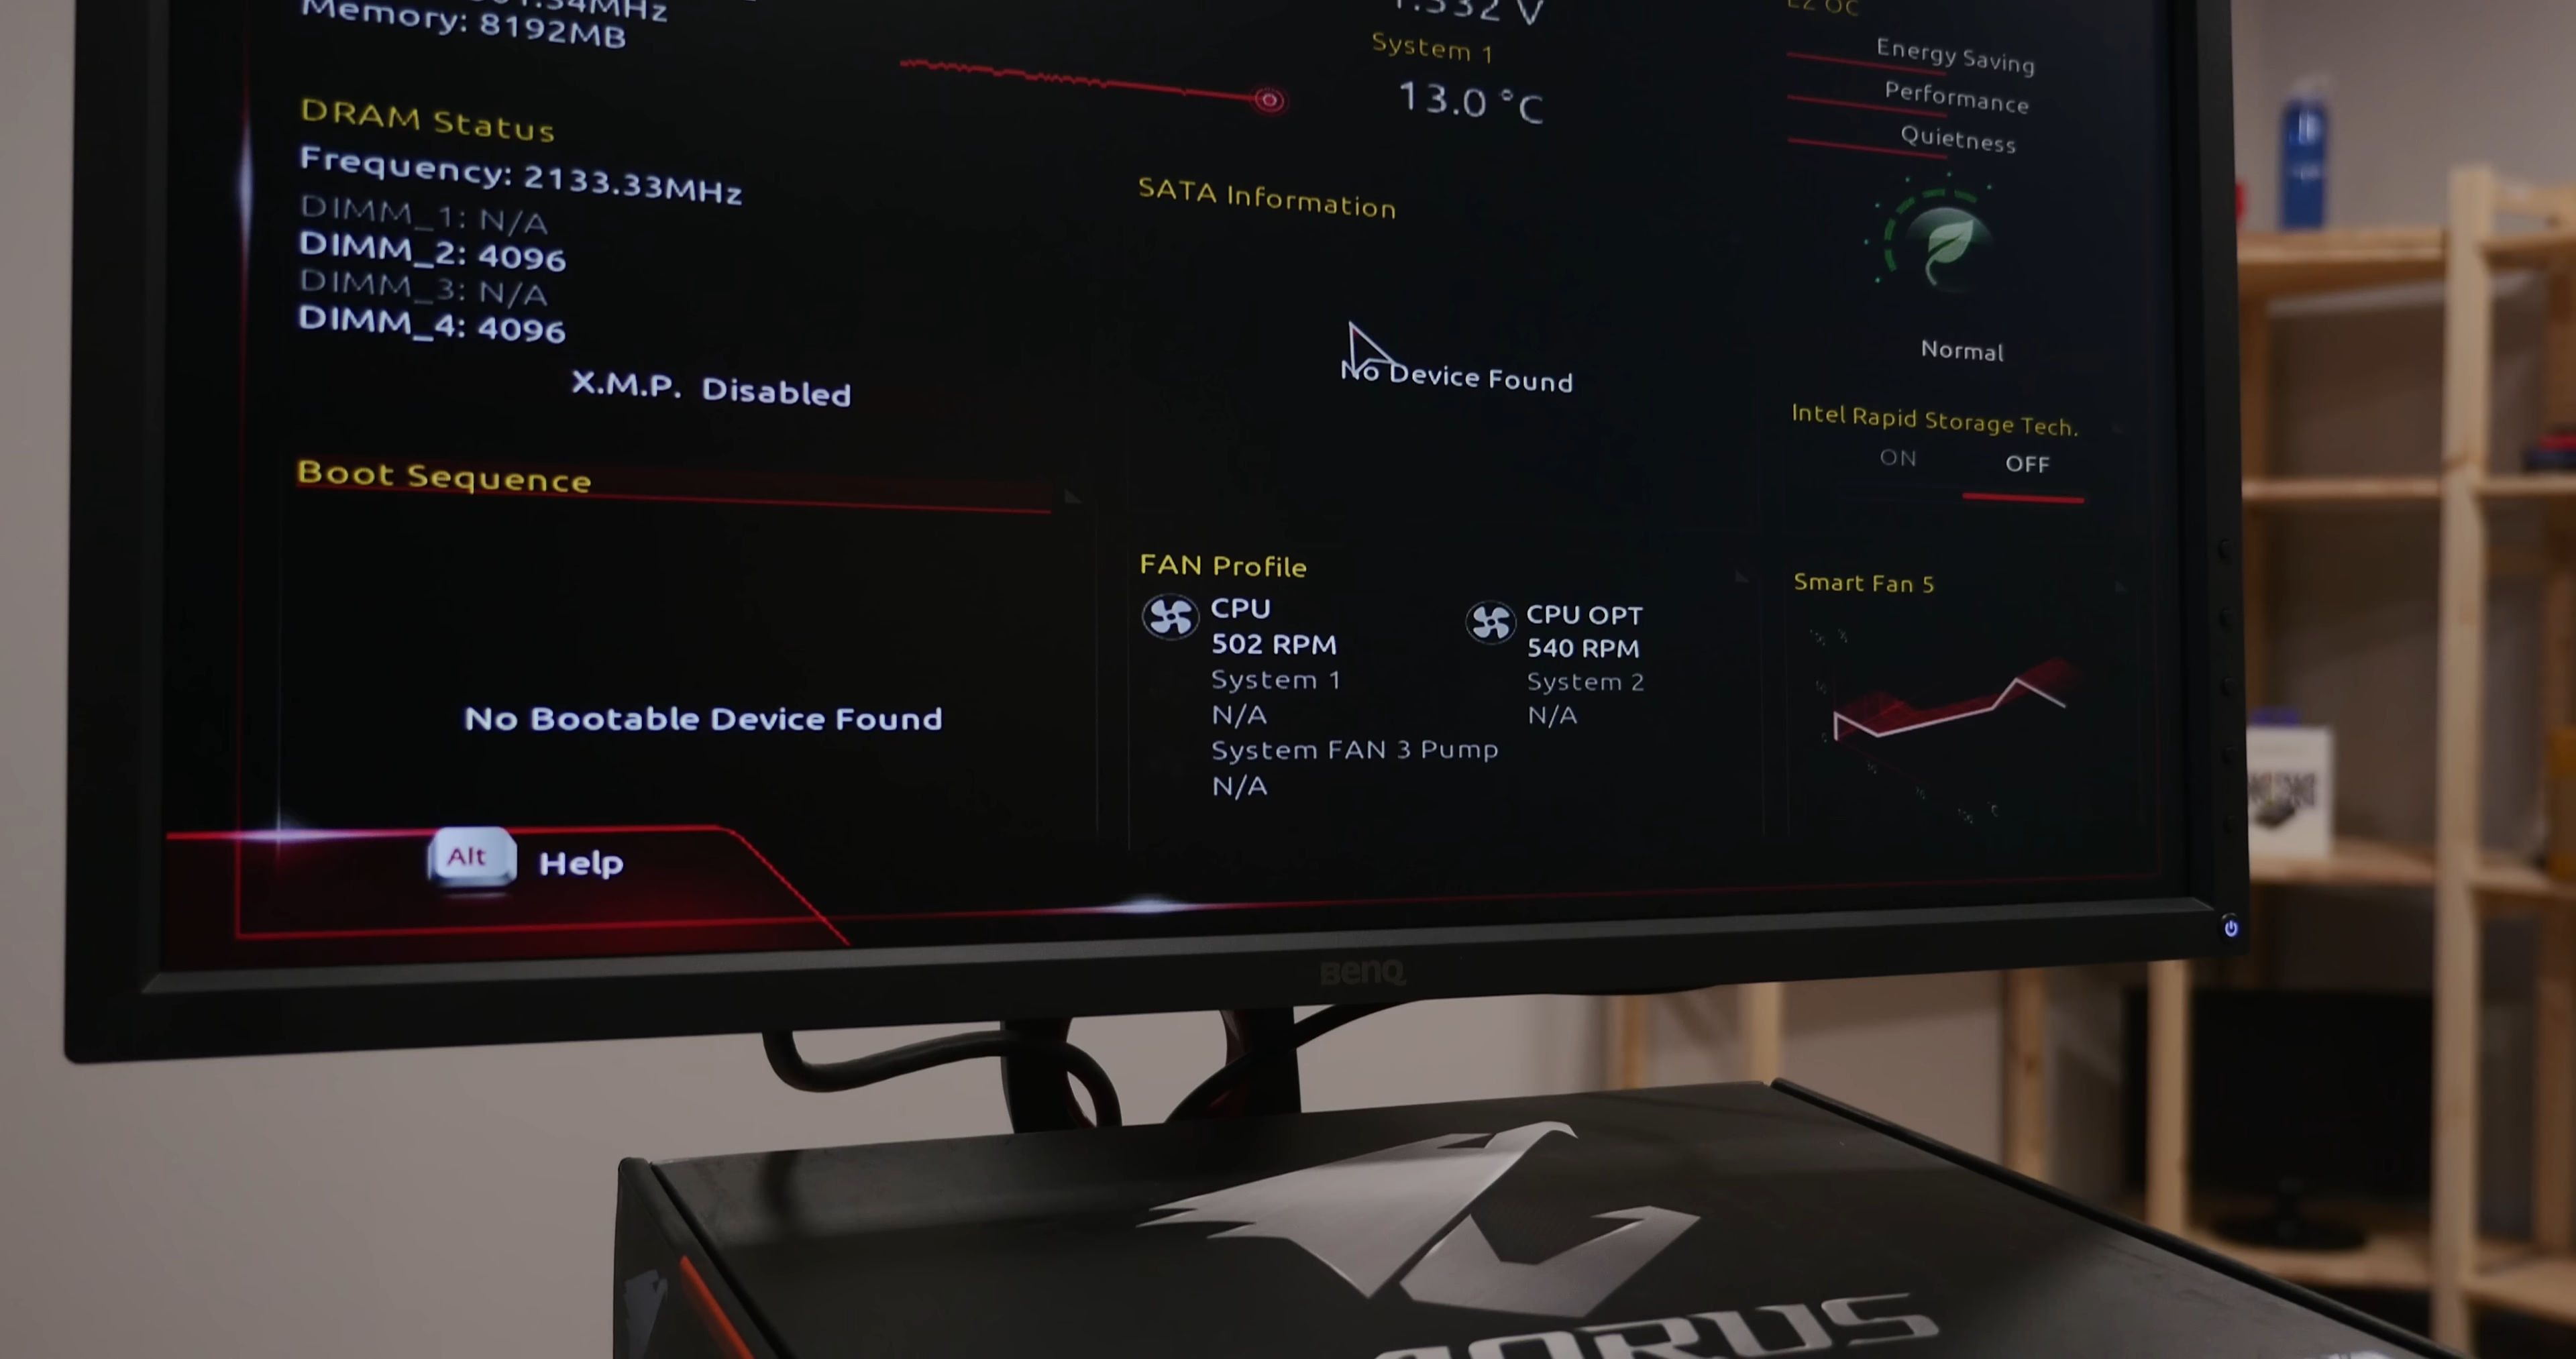 Memory: 8192MB
DRAM Status
Frequency: 2133.33MHz
DIMM_1: N/A
DIMM_2: 4096
DIMM_3: N/A
DIMM_4: 4096
X.M.P. Disabled
Boot Sequence
No Bootable Device Found
Alt Help
System 1
13.0 °C
SATA Information
No Device Found
FAN Profile
CPU
502 RPM
System 1
N/A
System FAN 3 Pump
N/A
CPU OPT
540 RPM
System 2
N/A
EZ OC
Energy Saving
Performance
Quietness
Normal
Intel Rapid Storage Tech.
ON OFF
Smart Fan 5
BenQ
AORUS